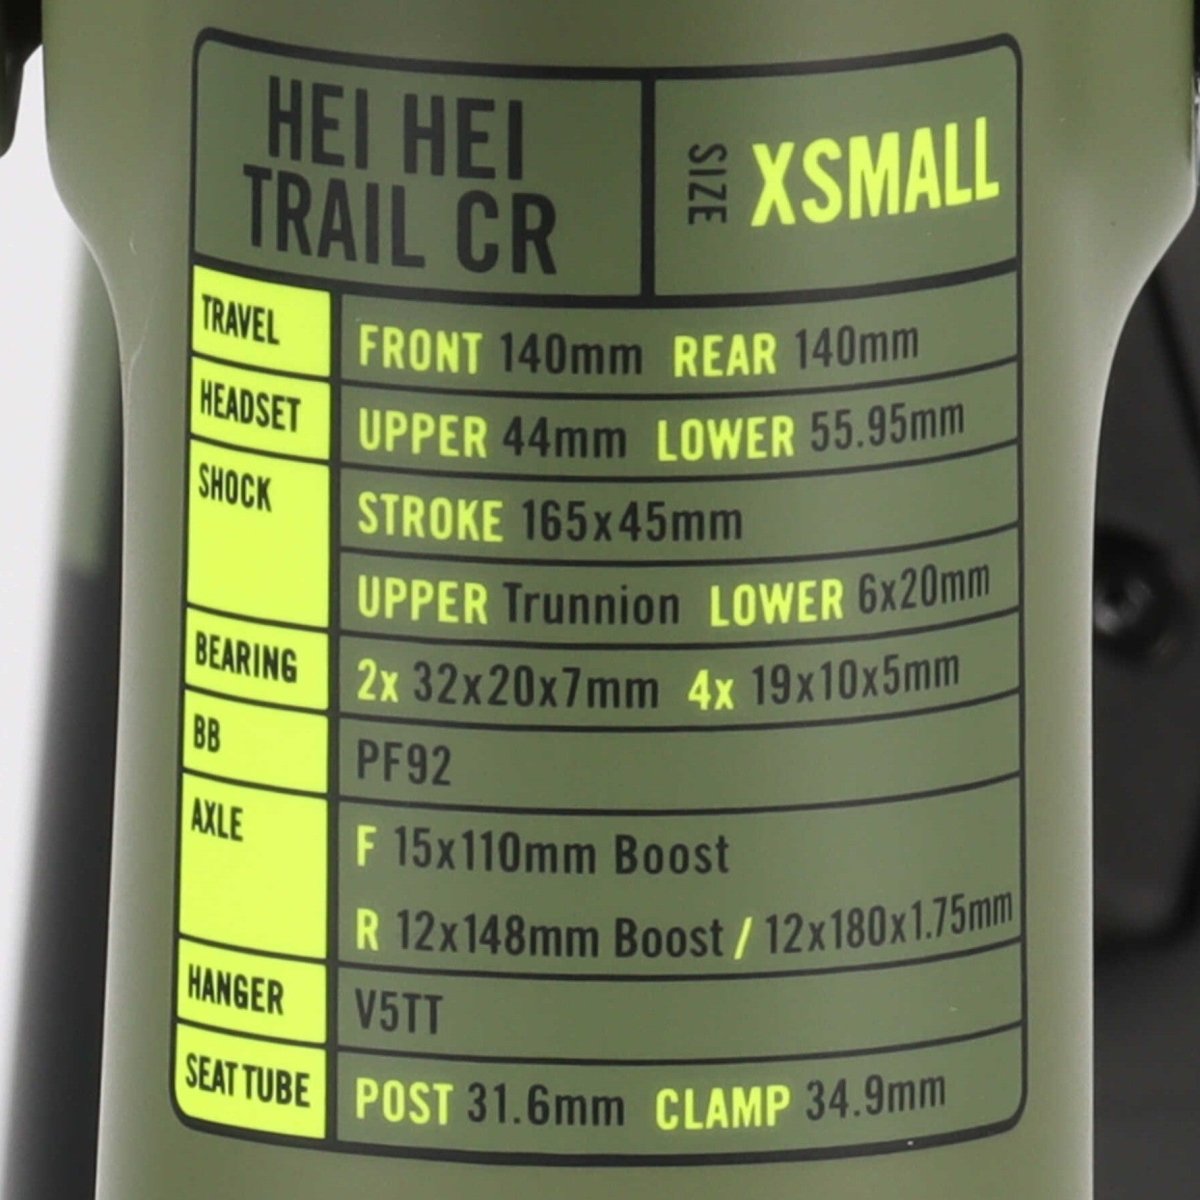 HEI HEI
TRAIL CR
SIZE XSMALL
TRAVEL FRONT 140mm REAR 140mm
HEADSET UPPER 44mm LOWER 55.95mm
SHOCK STROKE 165x45mm
UPPER Trunnion LOWER 6x20mm
BEARING 2x 32x20x7mm 4x 19x10x5mm
BB PF92
AXLE F 15x110mm Boost
R 12x148mm Boost / 12x180x1.75mm
HANGER V5TT
SEAT TUBE POST 31.6mm CLAMP 34.9mm